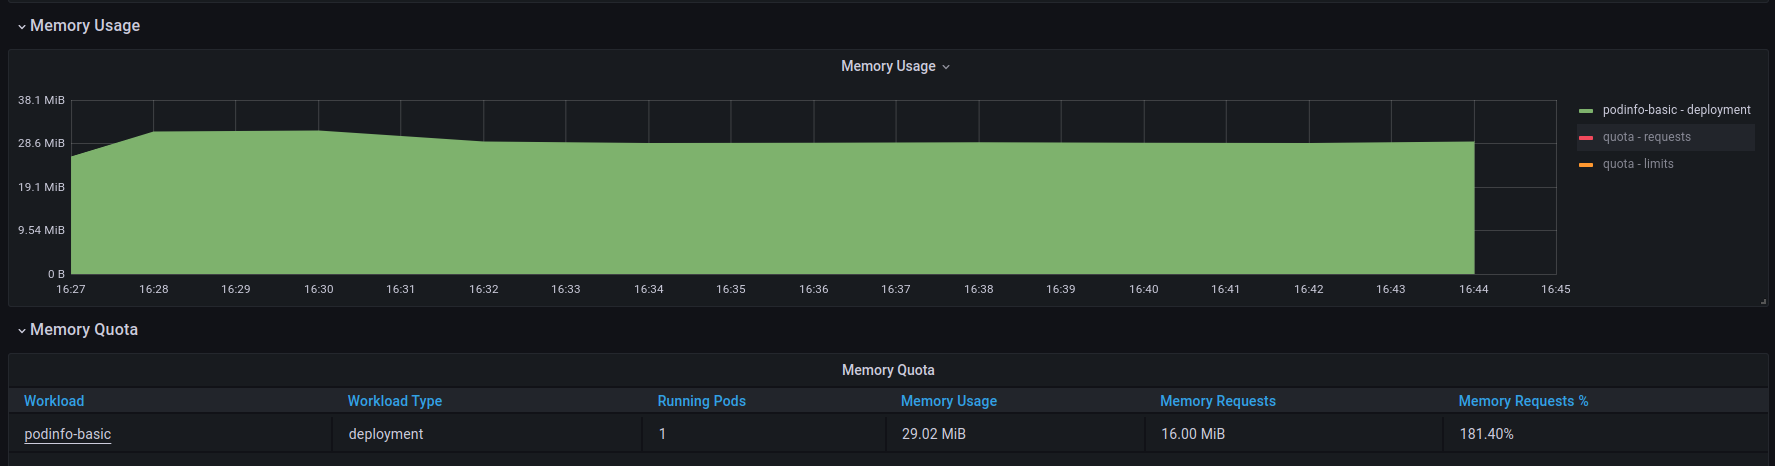 Memory Usage
Memory Usage
38.1 MiB
28.6 MiB
19.1 MiB
9.54 MiB
0 B
16:27 16:28 16:29 16:30 16:31 16:32 16:33 16:34 16:35 16:36 16:37 16:38 16:39 16:40 16:41 16:42 16:43 16:44 16:45
podinfo-basic - deployment
quota - requests
quota - limits
Memory Quota
Memory Quota
Workload Workload Type Running Pods Memory Usage Memory Requests Memory Requests %
podinfo-basic deployment 1 29.02 MiB 16.00 MiB 181.40%